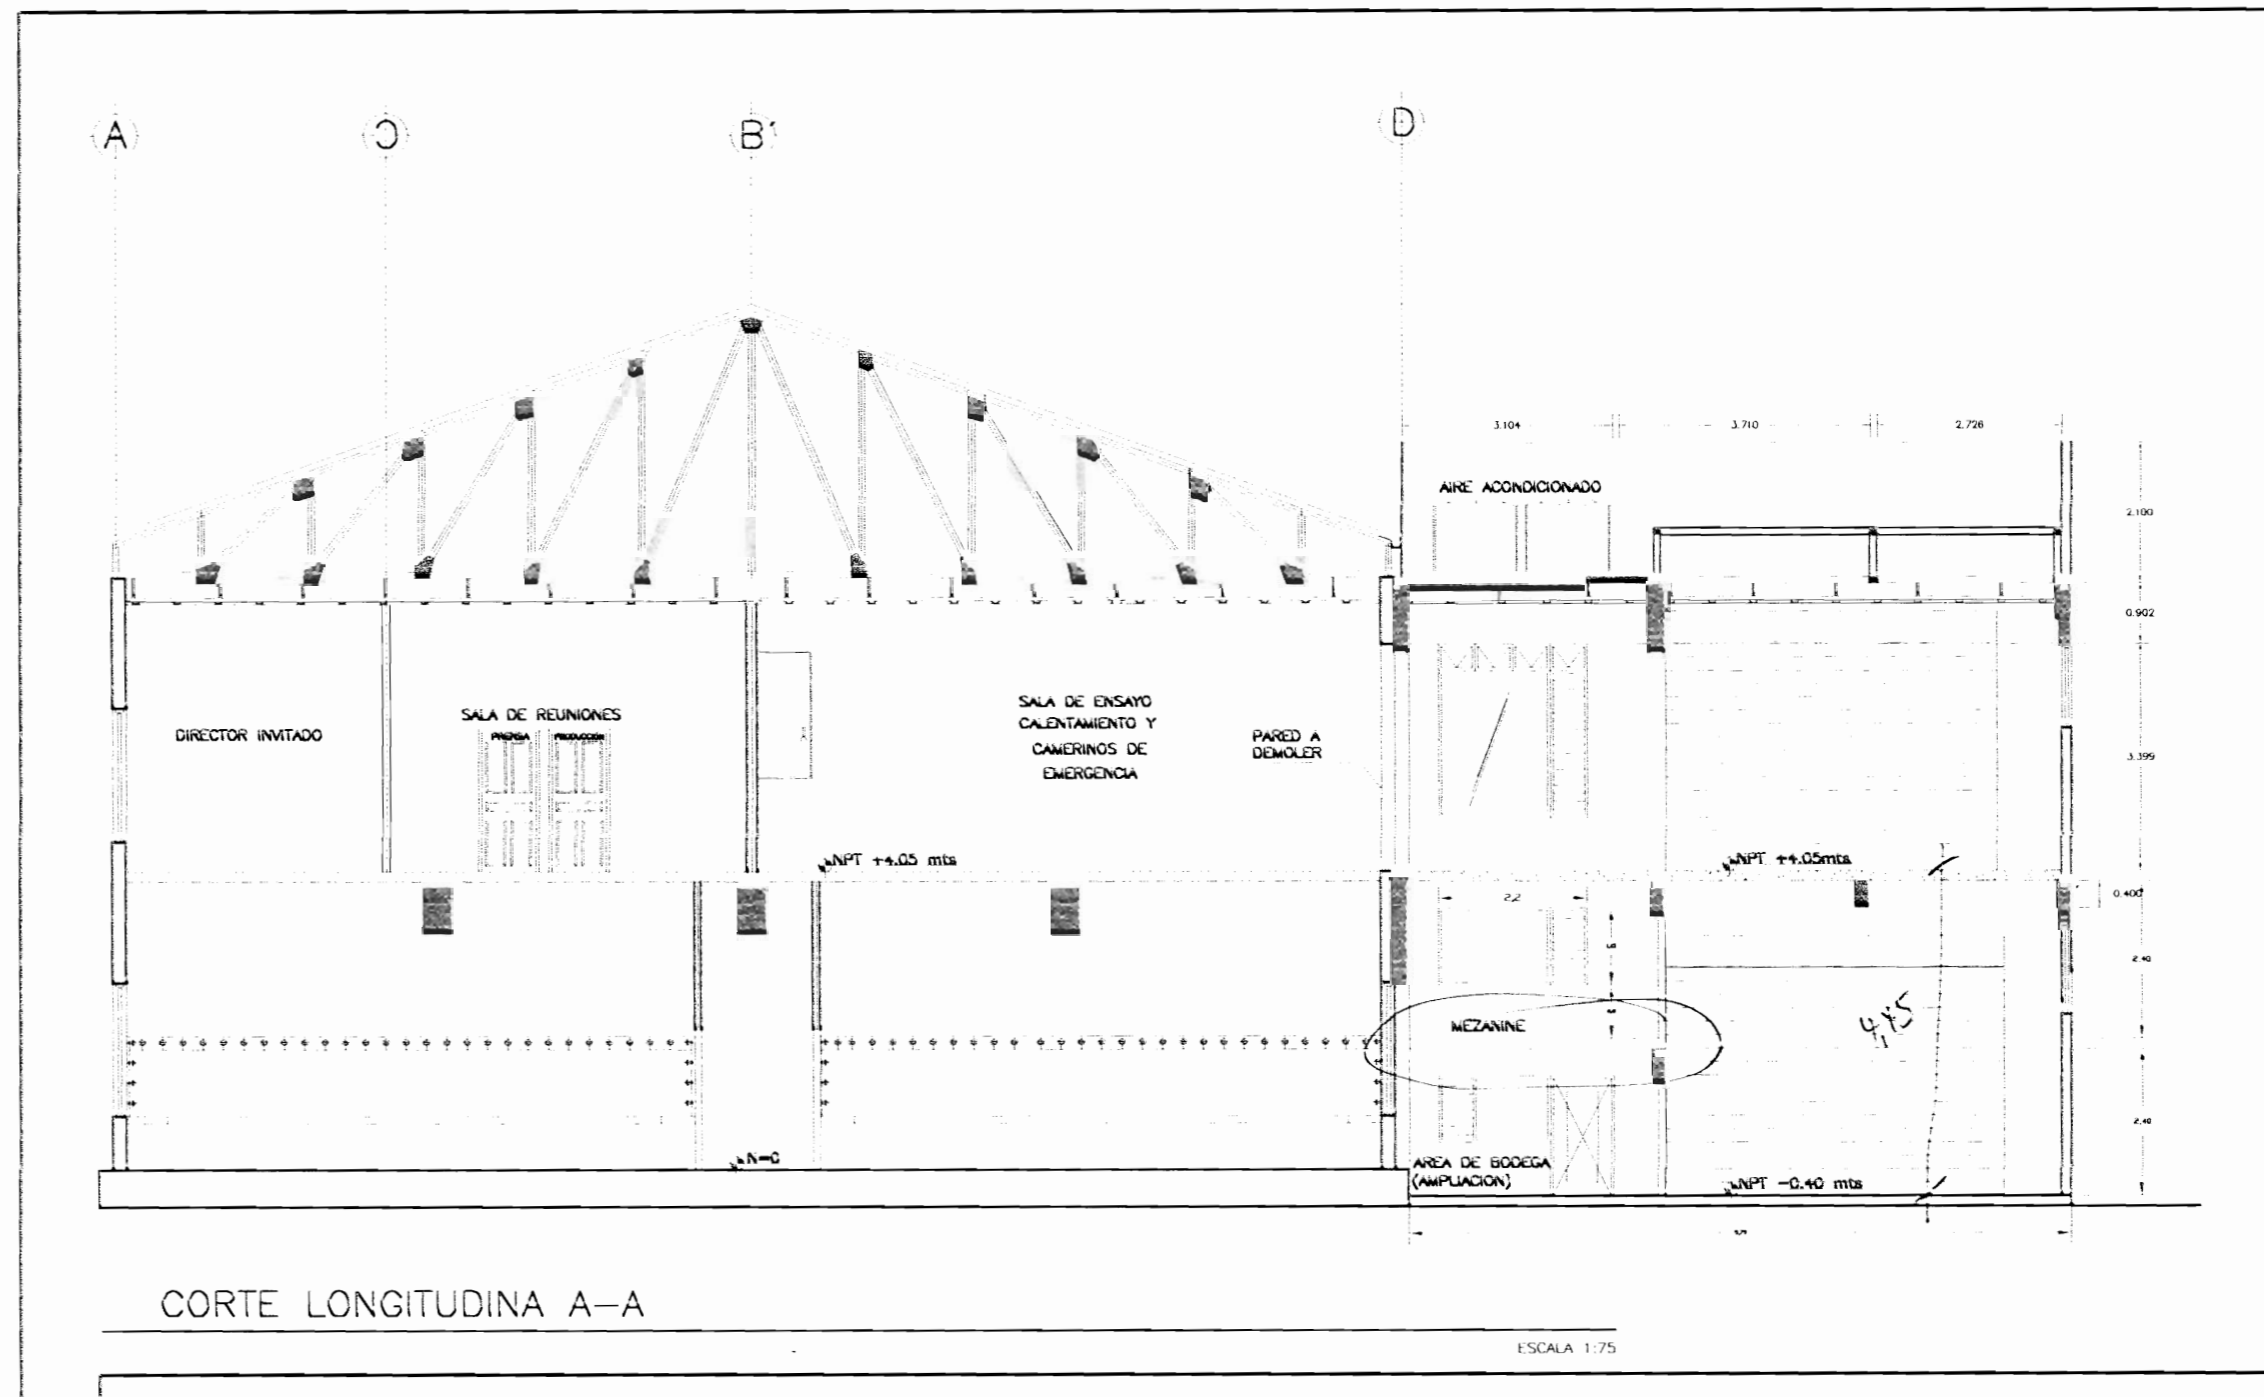 A
C
B'
D
3.104
3.710
2.726
AIRE ACONDICIONADO
2.100
0.902
3.399
0.400
2.40
2.40
DIRECTOR INVITADO
SALA DE REUNIONES
PRENSA
PRODUCCION
SALA DE ENSAYO
CALENTAMIENTO Y
CAMERINOS DE
EMERGENCIA
PARED A
DEMOLER
NPT +4.05 mts
NPT +4.05mts
2.2
MEZANINE
4,45
N=0
AREA DE BODEGA
(AMPLIACION)
NPT -0.40 mts
CORTE LONGITUDINA A-A
ESCALA 1:75